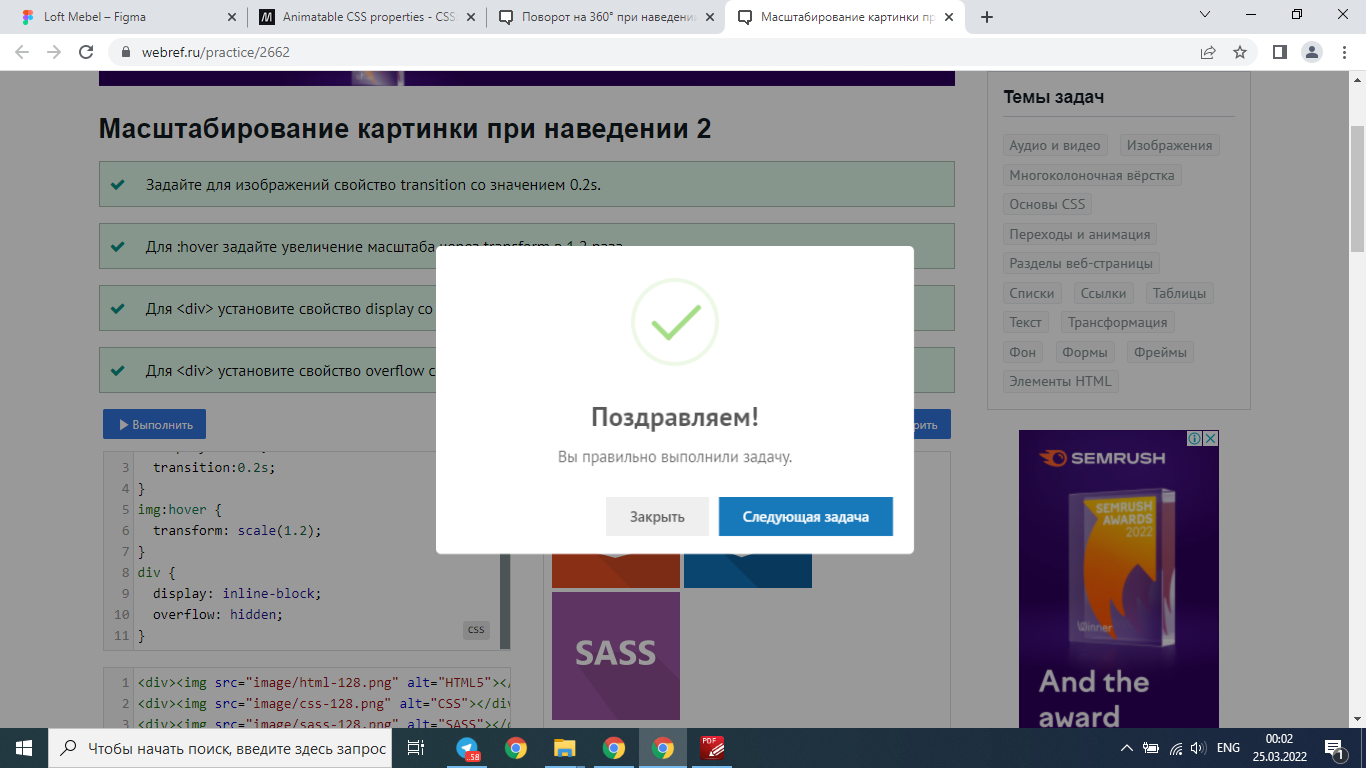 Loft Mebel – Figma
Animatable CSS properties - CSS
Поворот на 360° при наведени
Масштабирование картинки пр
webref.ru/practice/2662
Масштабирование картинки при наведении 2
Задайте для изображений свойство transition со значением 0.2s.
Для :hover задайте увеличение масштаба через transform в 1.2 раза
Для <div> установите свойство display со
Для <div> установите свойство overflow с
Выполнить
3 transition:0.2s;
4 }
5 img:hover {
6 transform: scale(1.2);
7 }
8 div {
9 display: inline-block;
10 overflow: hidden;
11 }
css
1 <div><img src="image/html-128.png" alt="HTML5"></
2 <div><img src="image/css-128.png" alt="CSS"></div
3 <div><img src="image/sass-128.png" alt="SASS"></d
Поздравляем!
Вы правильно выполнили задачу.
Закрыть
Следующая задача
SASS
Темы задач
Аудио и видео
Изображения
Многоколоночная вёрстка
Основы CSS
Переходы и анимация
Разделы веб-страницы
Списки
Ссылки
Таблицы
Текст
Трансформация
Фон
Формы
Фреймы
Элементы HTML
SEMRUSH
SEMRUSH
AWARDS
2022
Winner
And the
award
Чтобы начать поиск, введите здесь запрос
58
PDF
ENG
00:02
25.03.2022
1